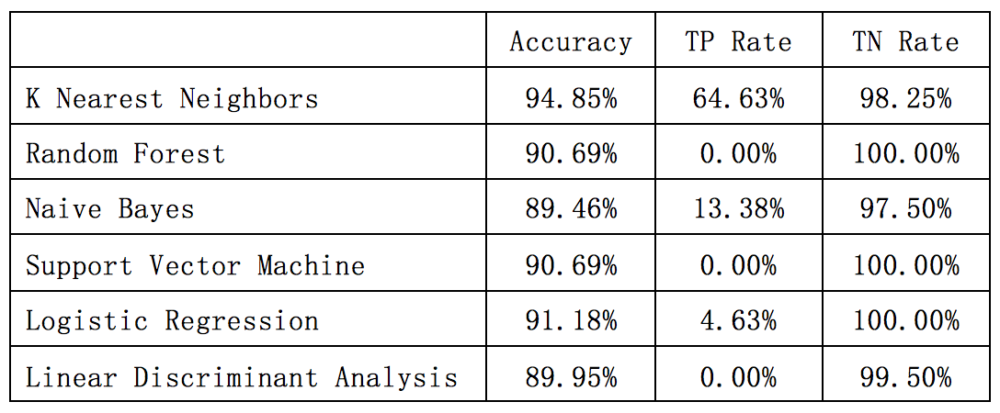 Accuracy TP Rate TN Rate
K Nearest Neighbors 94.85% 64.63% 98.25%
Random Forest 90.69% 0.00% 100.00%
Naive Bayes 89.46% 13.38% 97.50%
Support Vector Machine 90.69% 0.00% 100.00%
Logistic Regression 91.18% 4.63% 100.00%
Linear Discriminant Analysis 89.95% 0.00% 99.50%